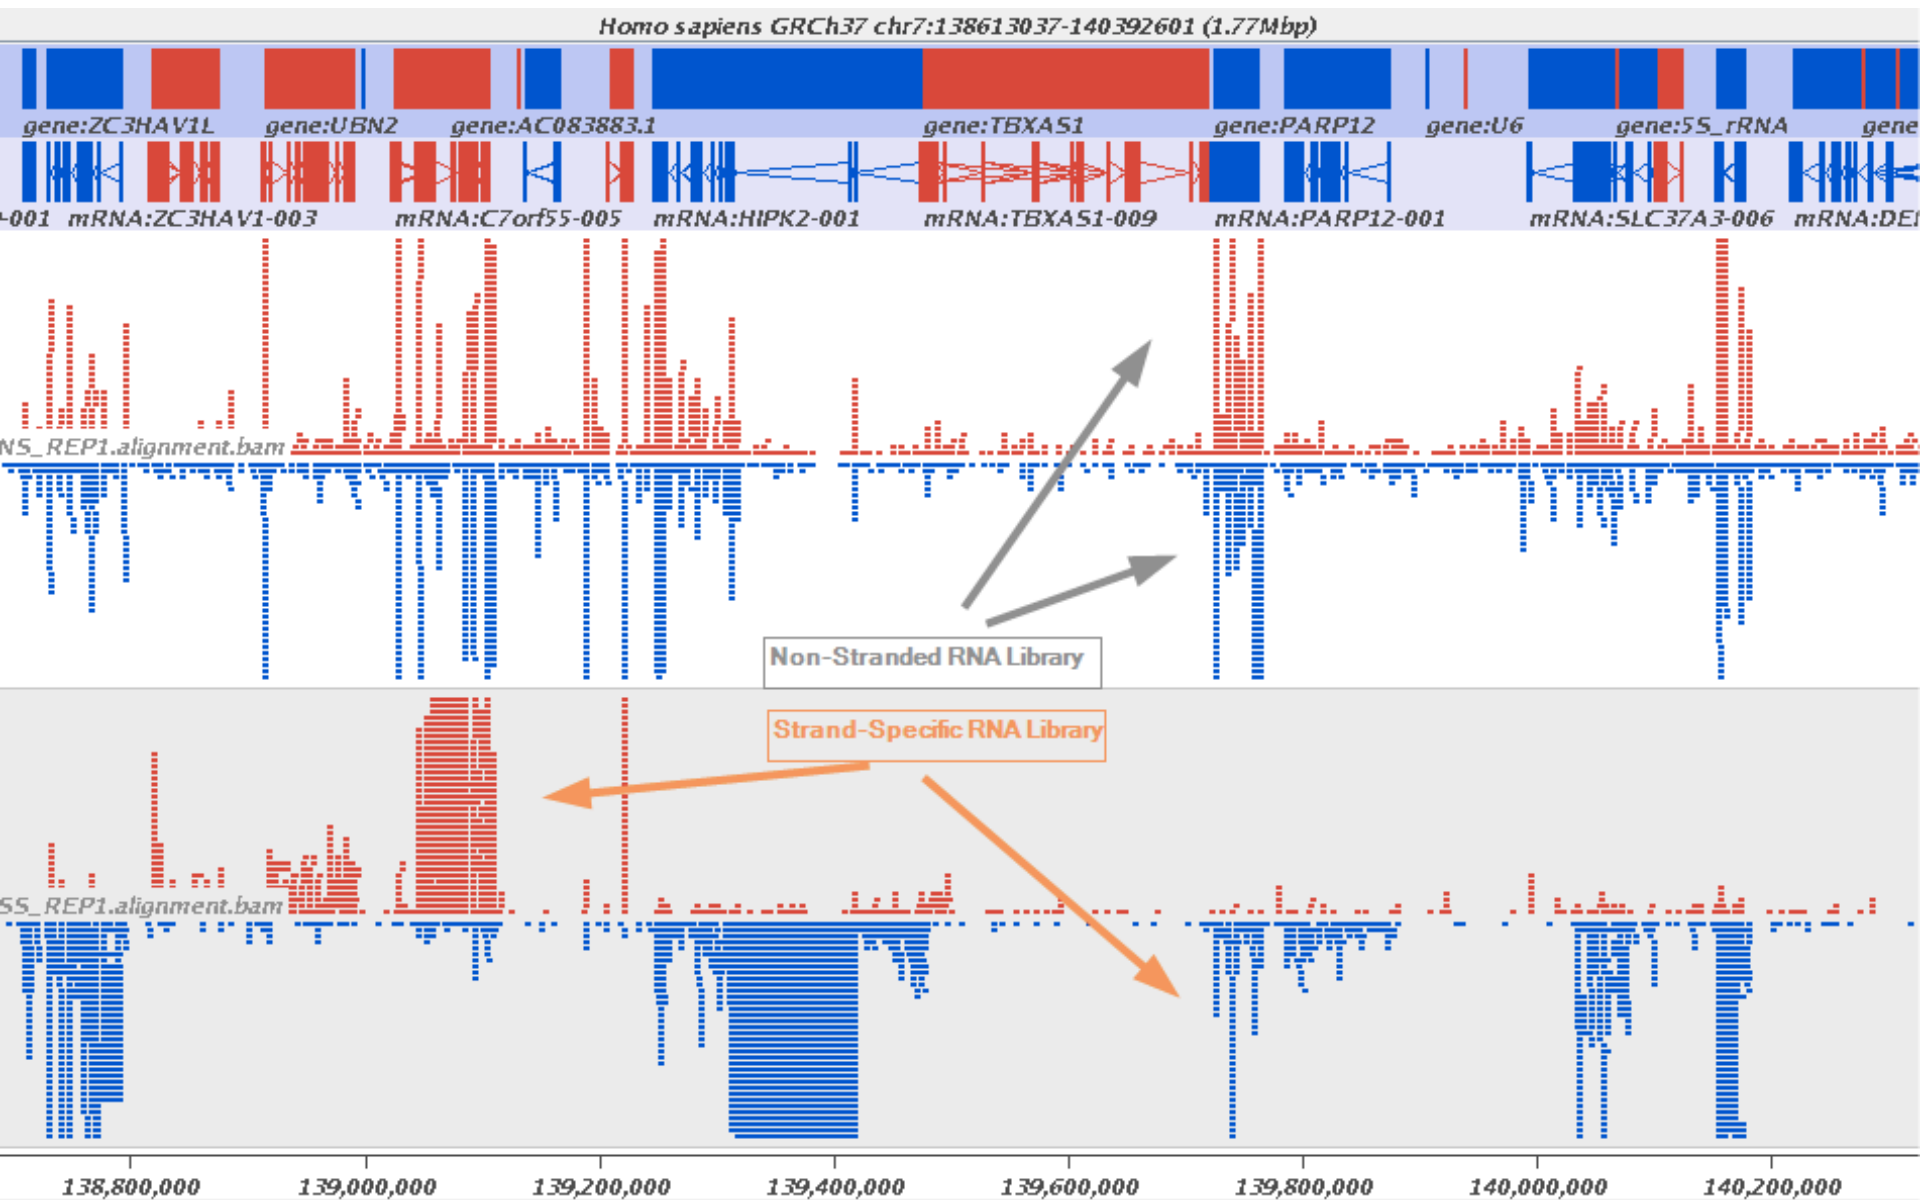 Homo sapiens GRCh37 chr7:138613037-140392601 (1.77Mbp)
gene:ZC3HAV1L gene:UBN2 gene:AC083883.1 gene:TBXAS1 gene:PARP12 gene:U6 gene:5S_rRNA gene
-001 mRNA:ZC3HAV1-003 mRNA:C7orf55-005 mRNA:HIPK2-001 mRNA:TBXAS1-009 mRNA:PARP12-001 mRNA:SLC37A3-006 mRNA:DEN
NS_REP1.alignment.bam
Non-Stranded RNA Library
Strand-Specific RNA Library
SS_REP1.alignment.bam
138,800,000 139,000,000 139,200,000 139,400,000 139,600,000 139,800,000 140,000,000 140,200,000